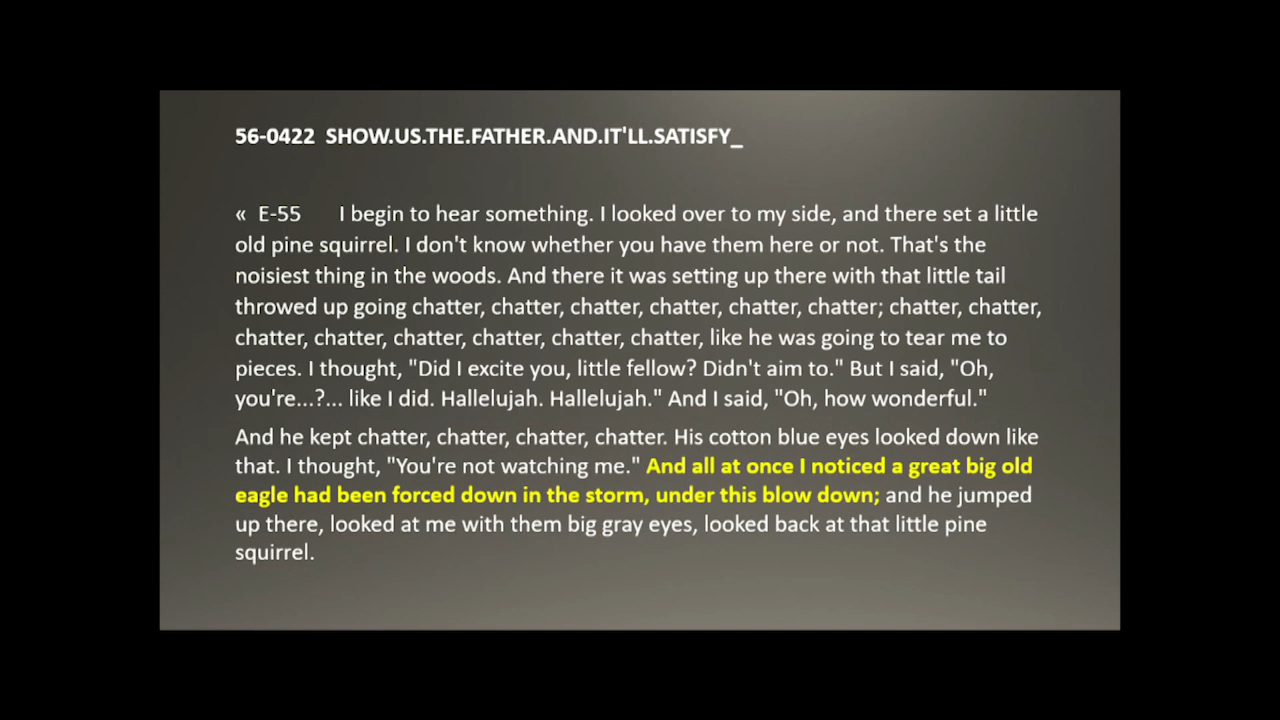 56-0422 SHOW.US.THE.FATHER.AND.IT'LL.SATISFY_
« E-55 I begin to hear something. I looked over to my side, and there set a little
old pine squirrel. I don't know whether you have them here or not. That's the
noisiest thing in the woods. And there it was setting up there with that little tail
throwed up going chatter, chatter, chatter, chatter, chatter, chatter; chatter, chatter,
chatter, chatter, chatter, chatter, chatter, chatter, like he was going to tear me to
pieces. I thought, "Did I excite you, little fellow? Didn't aim to." But I said, "Oh,
you're...?... like I did. Hallelujah. Hallelujah." And I said, "Oh, how wonderful."
And he kept chatter, chatter, chatter, chatter. His cotton blue eyes looked down like
that. I thought, "You're not watching me." And all at once I noticed a great big old
eagle had been forced down in the storm, under this blow down; and he jumped
up there, looked at me with them big gray eyes, looked back at that little pine
squirrel.